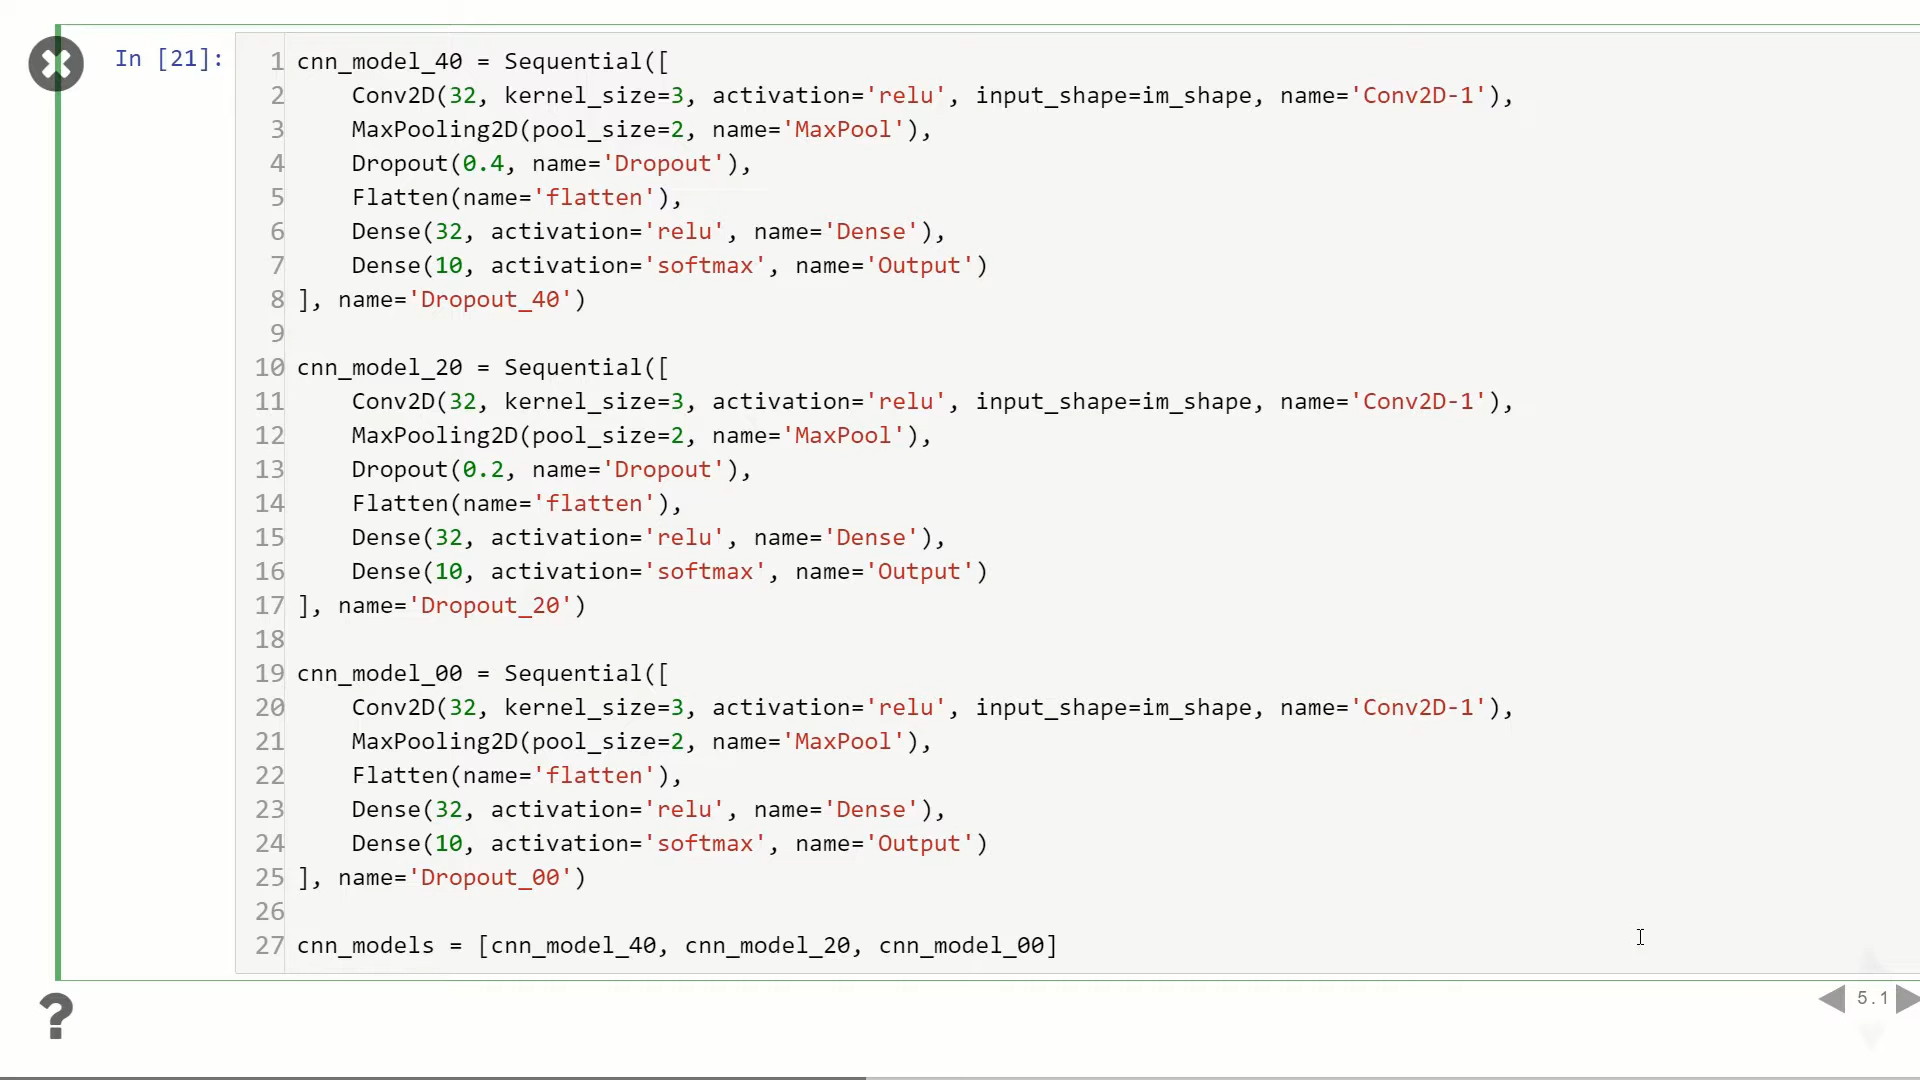 In [21]:
1 cnn_model_40 = Sequential([
2     Conv2D(32, kernel_size=3, activation='relu', input_shape=im_shape, name='Conv2D-1'),
3     MaxPooling2D(pool_size=2, name='MaxPool'),
4     Dropout(0.4, name='Dropout'),
5     Flatten(name='flatten'),
6     Dense(32, activation='relu', name='Dense'),
7     Dense(10, activation='softmax', name='Output')
8 ], name='Dropout_40')
9
10 cnn_model_20 = Sequential([
11     Conv2D(32, kernel_size=3, activation='relu', input_shape=im_shape, name='Conv2D-1'),
12     MaxPooling2D(pool_size=2, name='MaxPool'),
13     Dropout(0.2, name='Dropout'),
14     Flatten(name='flatten'),
15     Dense(32, activation='relu', name='Dense'),
16     Dense(10, activation='softmax', name='Output')
17 ], name='Dropout_20')
18
19 cnn_model_00 = Sequential([
20     Conv2D(32, kernel_size=3, activation='relu', input_shape=im_shape, name='Conv2D-1'),
21     MaxPooling2D(pool_size=2, name='MaxPool'),
22     Flatten(name='flatten'),
23     Dense(32, activation='relu', name='Dense'),
24     Dense(10, activation='softmax', name='Output')
25 ], name='Dropout_00')
26
27 cnn_models = [cnn_model_40, cnn_model_20, cnn_model_00]
?
5.1